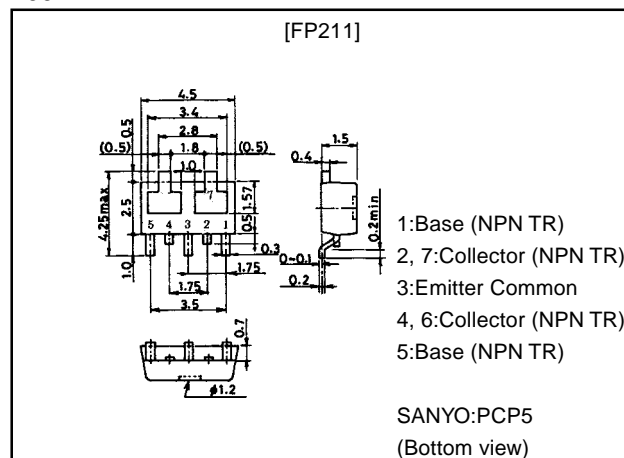 [FP211]
4.5
3.4
2.8
(0.5) 1.8 (0.5)
1.0
0.5
4.25max
2.5
1.0
7
1.57
0.5
5 4 3 2 1
0.3
1.75
1.75
3.5
1.5
0.4
0.2min
0~0.1
0.2
0.7
ø1.2
1:Base (NPN TR)
2, 7:Collector (NPN TR)
3:Emitter Common
4, 6:Collector (NPN TR)
5:Base (NPN TR)
SANYO:PCP5
(Bottom view)